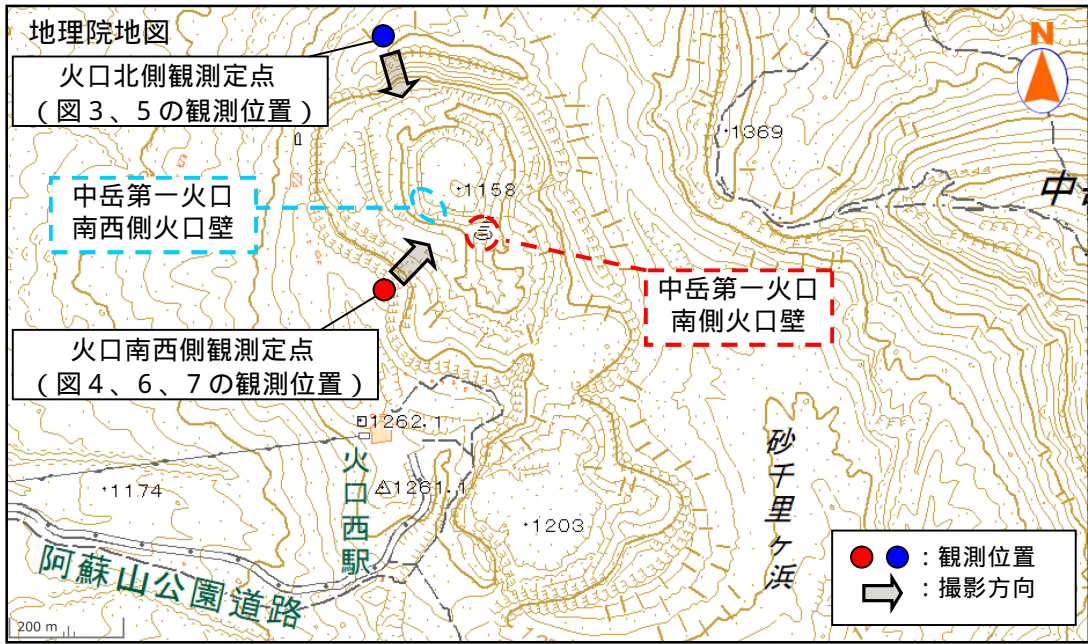 地理院地図
火口北側観測定点
（図３、５の観測位置）
N
1369
中岳第一火口
南西側火口壁
1158
中岳第一火口
南側火口壁
火口南西側観測定点
（図４、６、７の観測位置）
1262.1
火口西駅
1261.1
1174
1203
砂千里ヶ浜
阿蘇山公園道路
：観測位置
：撮影方向
200 m